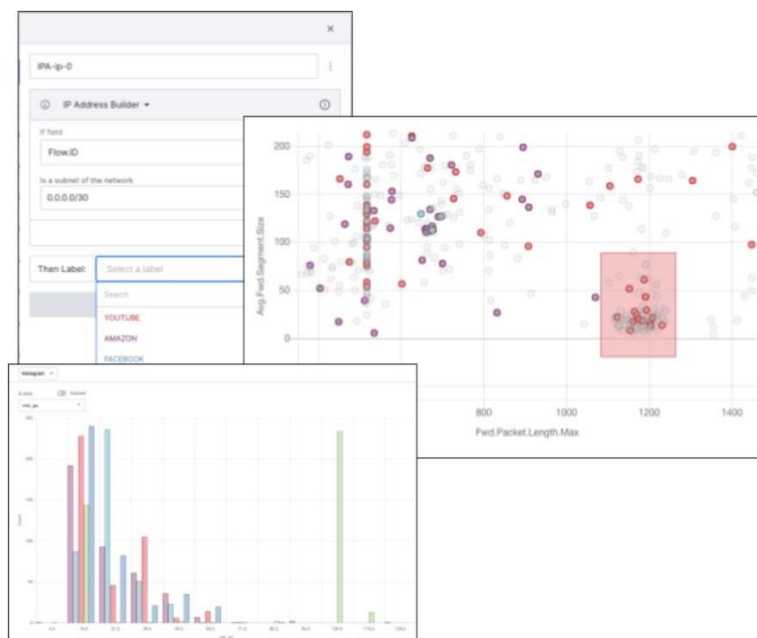 IPA-ip-0
IP Address Builder
If field
Flow.ID
Is a subnet of the network
0.0.0.0/30
Then Label:
Select a label
Search
YOUTUBE
AMAZON
FACEBOOK
200
150
100
50
0
Avg.Fwd.Segment.Size
800
1000
1200
1400
Fwd.Packet.Length.Max
Histogram
Stacked
Count